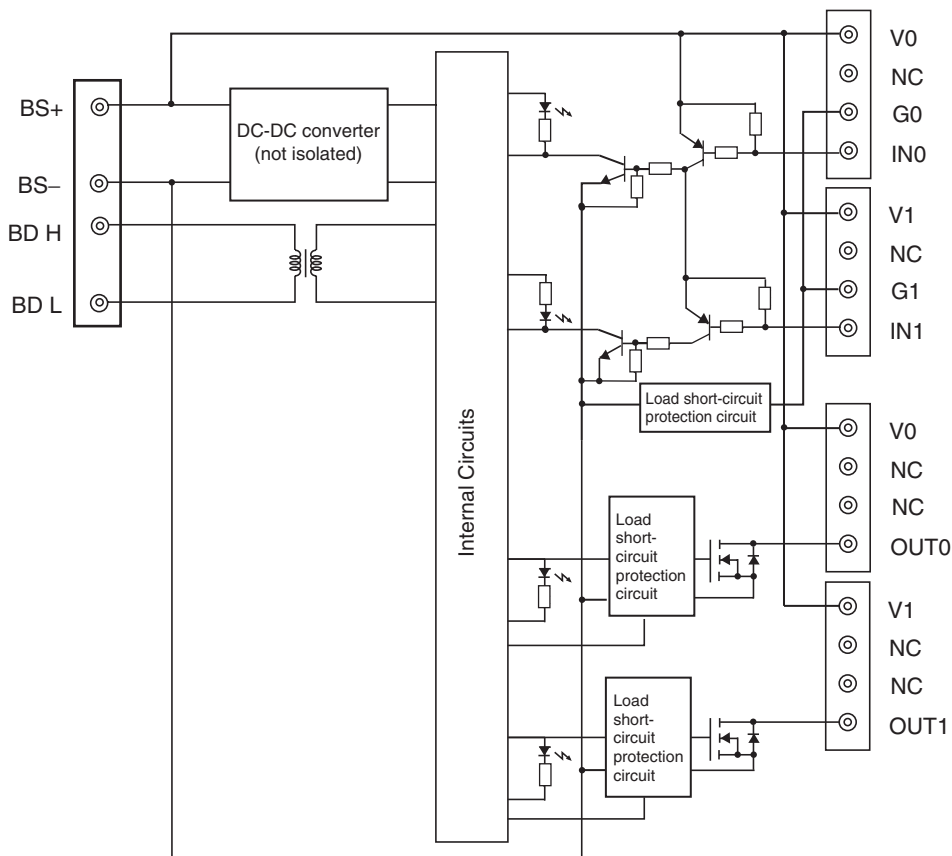 BS+
BS–
BD H
BD L
DC-DC converter
(not isolated)
Internal Circuits
Load short-circuit
protection circuit
Load
short-
circuit
protection
circuit
Load
short-
circuit
protection
circuit
V0
NC
G0
IN0
V1
NC
G1
IN1
V0
NC
NC
OUT0
V1
NC
NC
OUT1